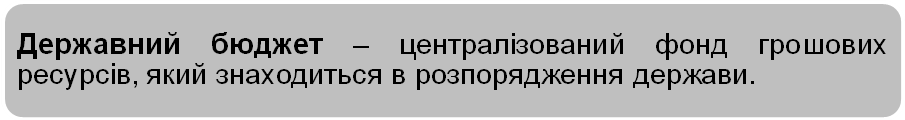 Державний бюджет – централізований фонд грошових
ресурсів, який знаходиться в розпорядження держави.